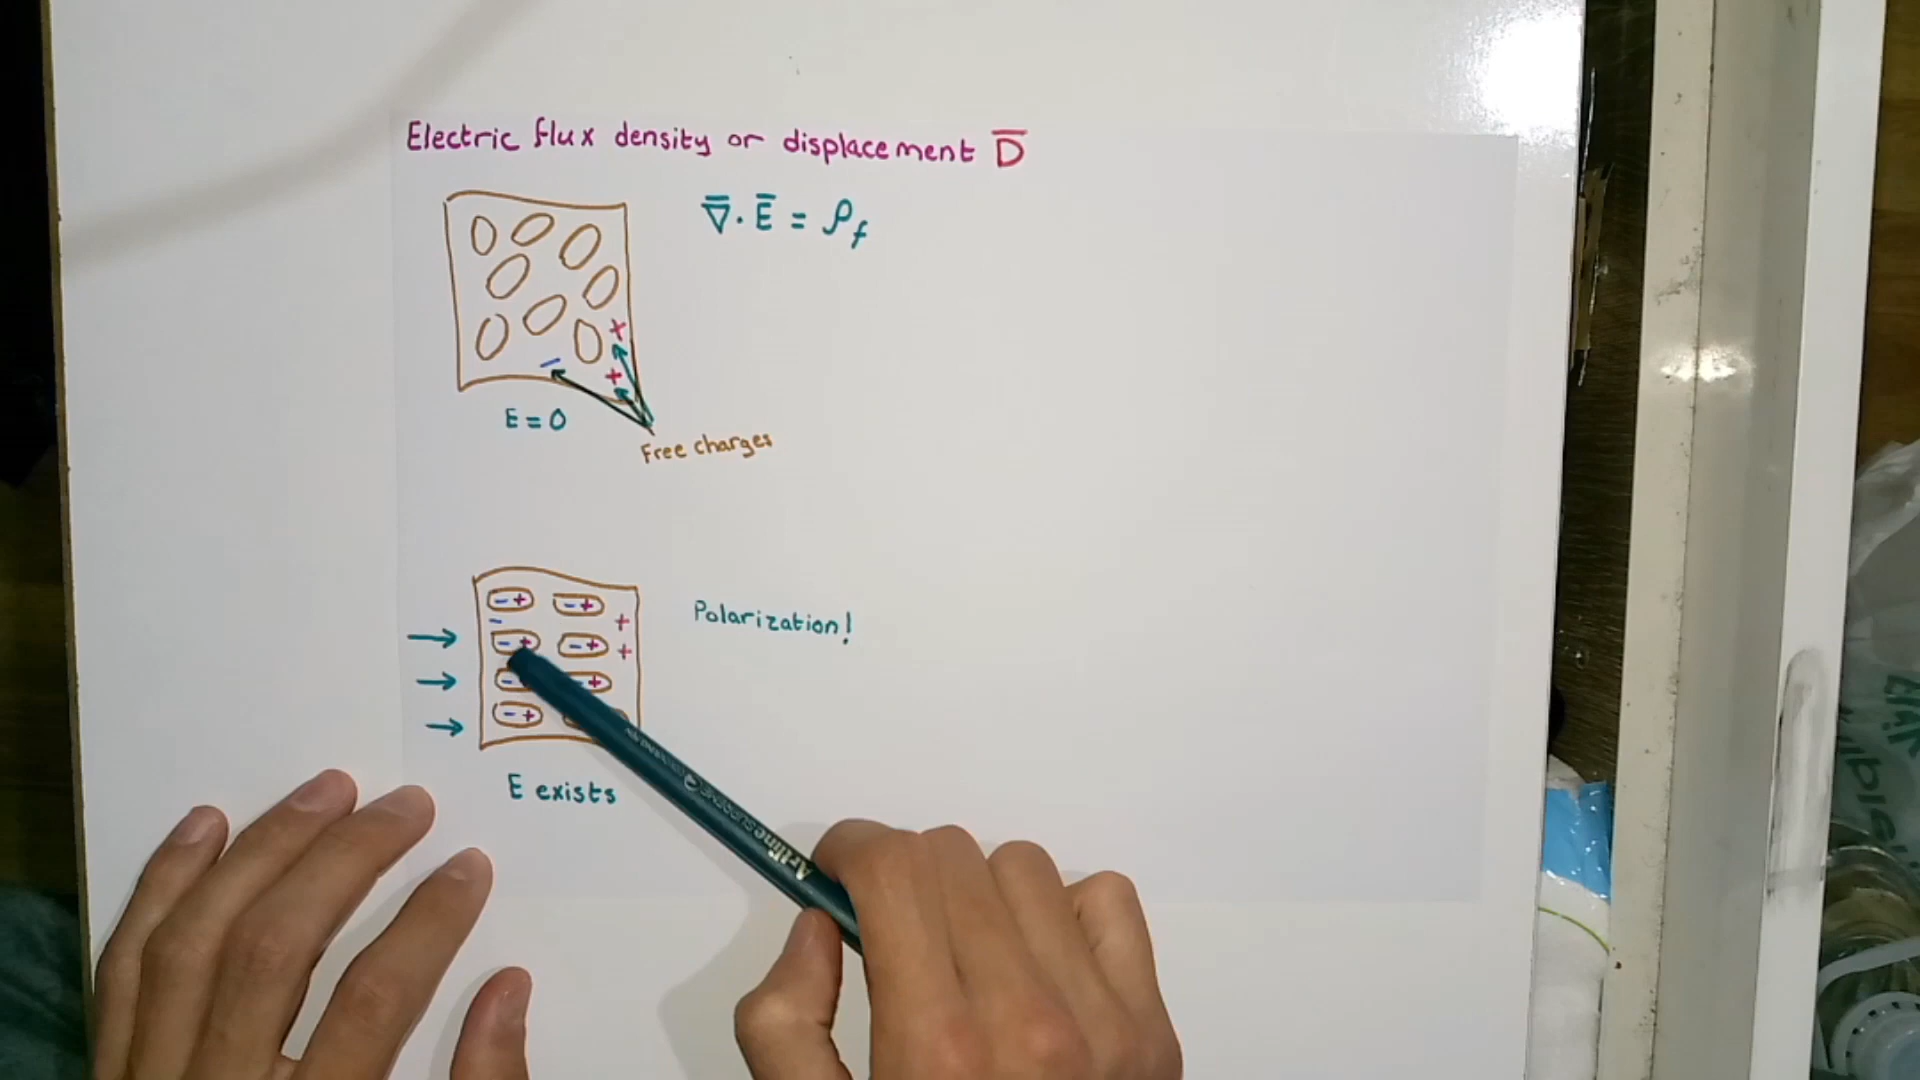 Electric flux density or displacement D̅
∇̅ · E̅ = ρf
+
+
−
E = 0
Free charges
− + − +
− +
− + − + +
− +
− +
Polarization!
E exists
Artline